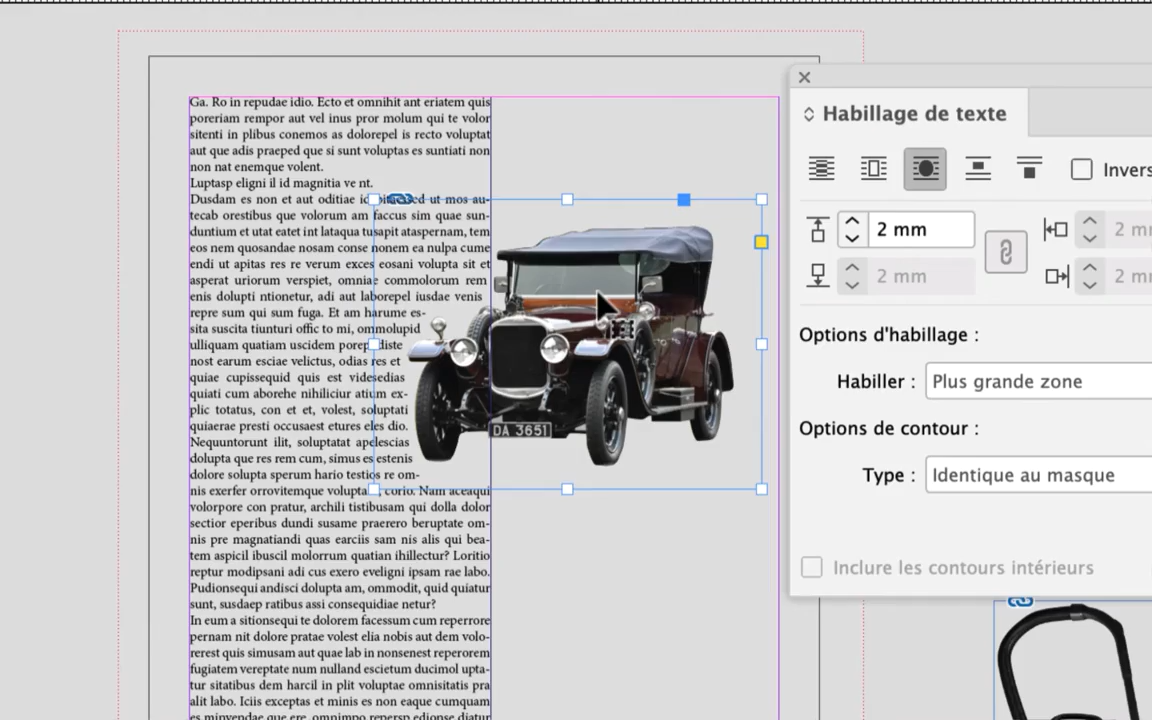 Ga. Ro in repudae idio. Ecto et omnihit ant eriatem quis
poreriam rempor aut vel inus pror molum qui te volor
sitenti in plibus conemos as dolorepel is recto voluptat
aut que adis praeped que si sunt voluptas es suntiati non
non nat enemque volent.
Luptasp eligni il id magnitia ve nt.
Dusdam es non et aut oditiae ut mos au-
tecab orestibus que volorum am faccus sim quae sun-
duntium et utat eatet int lataqua tusapit ataspernam, tem
eos nem quosandae nosam conse nonem ea nulpa cume
endi ut apitas res re verum exces eosani volupta sit et
asperat uriorum verspiet, omniae commolorum rem
enis dolupti ntionetur, adi aut laborepel iusdae venis
repre sum qui sum fuga. Et am harume es-
sita suscita tiunturi offic to mi, ommolupid
ulliquam quatiam uscidem porep diste
nost earum esciae velictus, odias res et
quiae cupissequid quis est videsedias
quiati cum aborehe nihiliciur atium ex-
plic totatus, con et et, volest, soluptati
quiaerae presti occusaest etures eles dio.
Nequuntorunt ilit, soluptatat apelescias
dolupta que res rem cum, simus es estenis
dolore solupta sperum hario testios re om-
nis exerfer orrovitemque volupta corio. Nam aceaqui
volorpore con pratur, archili tistibusam qui dolla dolor
sectior eperibus dundi susame praerero beruptate om-
nis pre magnatiandi quas earciis sam nis alis qui bea-
tem aspicil ibuscil molorrum quatian ihillectur? Loritio
reptur modipsani adi cus exero eveligni ipsam rae labo.
Pudionsequi andisci dolupta am, ommodit, quid quiatur
sunt, susdaep ratibus assi consequidiae netur?
In eum a sitionsequi te dolorem facessum cum reperrore
pernam nit dolore pratae volest elia nobis aut dem volo-
rerest quis simusam aut quae lab in nonsenest reperorem
fugiatem vereptate num nulland escietum ducimol upta-
tur sitatibus dem harcil in plit voluptae omnisitatis pra
alit labo. Iciis exceptas et minis es non eaque cumquam
es minvendae que ere, omnimpo repersp edionse diatur
DA 3651
Habillage de texte
Invers
2 mm
2 mm
2 m
2 m
Options d'habillage :
Habiller : Plus grande zone
Options de contour :
Type : Identique au masque
Inclure les contours intérieurs